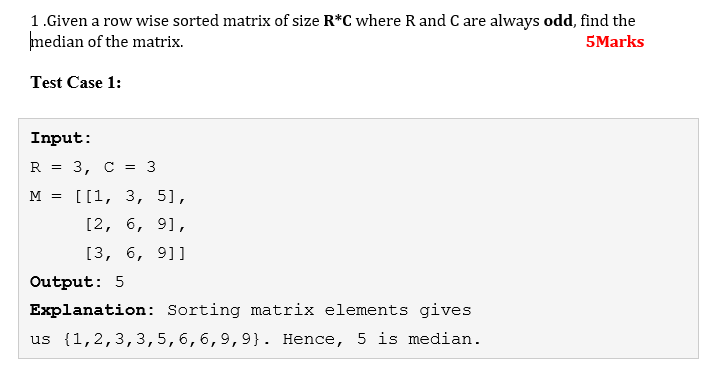 1 .Given a row wise sorted matrix of size R*C where R and C are always odd, find the
median of the matrix. 5Marks
Test Case 1:
Input:
R = 3, C = 3
M = [[1, 3, 5],
[2, 6, 9],
[3, 6, 9]]
Output: 5
Explanation: Sorting matrix elements gives
us {1,2,3,3,5,6,6,9,9}. Hence, 5 is median.